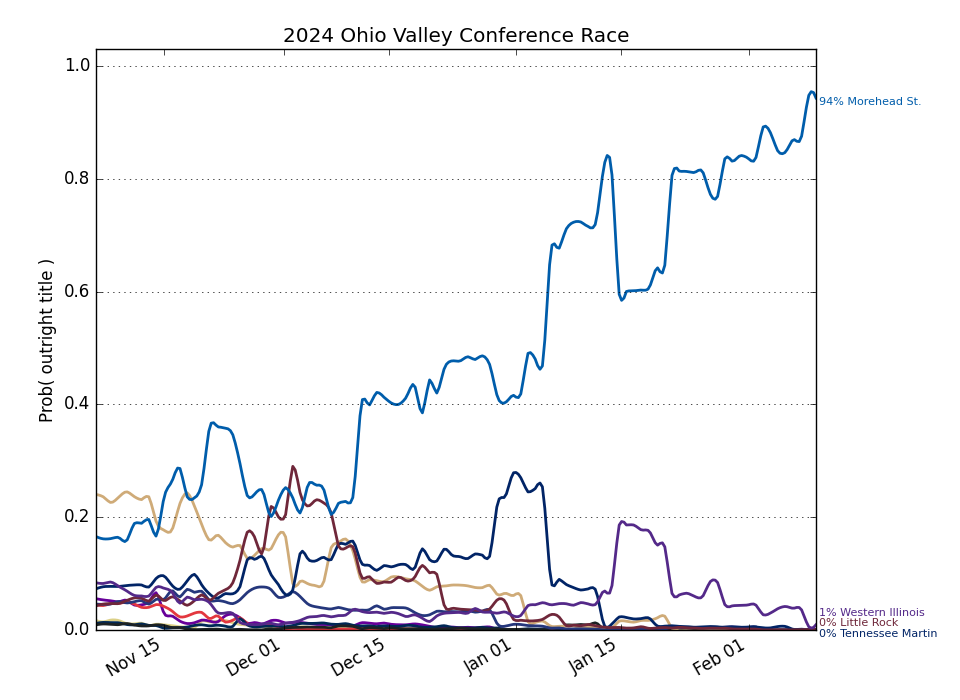 2024 Ohio Valley Conference Race
1.0
0.8
0.6
0.4
0.2
0.0
Prob( outright title )
94% Morehead St.
1% Western Illinois
0% Little Rock
0% Tennessee Martin
Nov 15
Dec 01
Dec 15
Jan 01
Jan 15
Feb 01